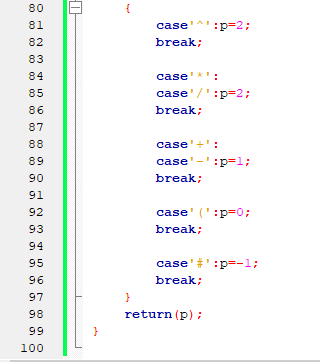 80 {
81 case'^':p=2;
82 break;
83
84 case'*':
85 case'/':p=2;
86 break;
87
88 case'+':
89 case'-':p=1;
90 break;
91
92 case'(':p=0;
93 break;
94
95 case'#':p=-1;
96 break;
97 }
98 return(p);
99 }
100